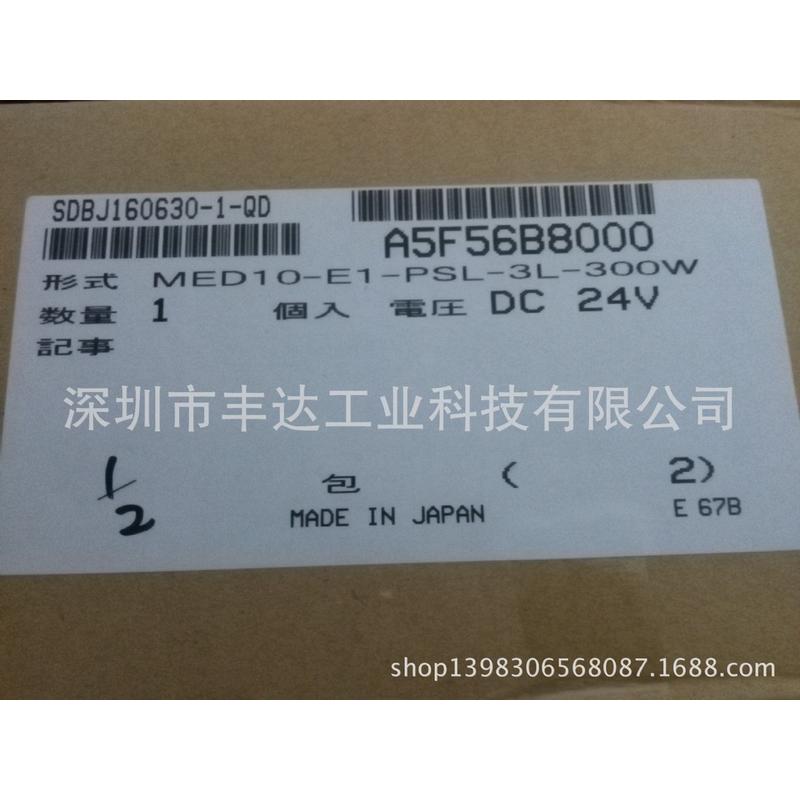 SDBJ160630-1-QD
A5F56B8000
形式 MED10-E1-PSL-3L-300W
数量 1 個入 電圧 DC 24V
記事
深圳市丰达工业科技有限公司
1/2 包 ( 2)
MADE IN JAPAN E 67B
shop1398306568087.1688.com